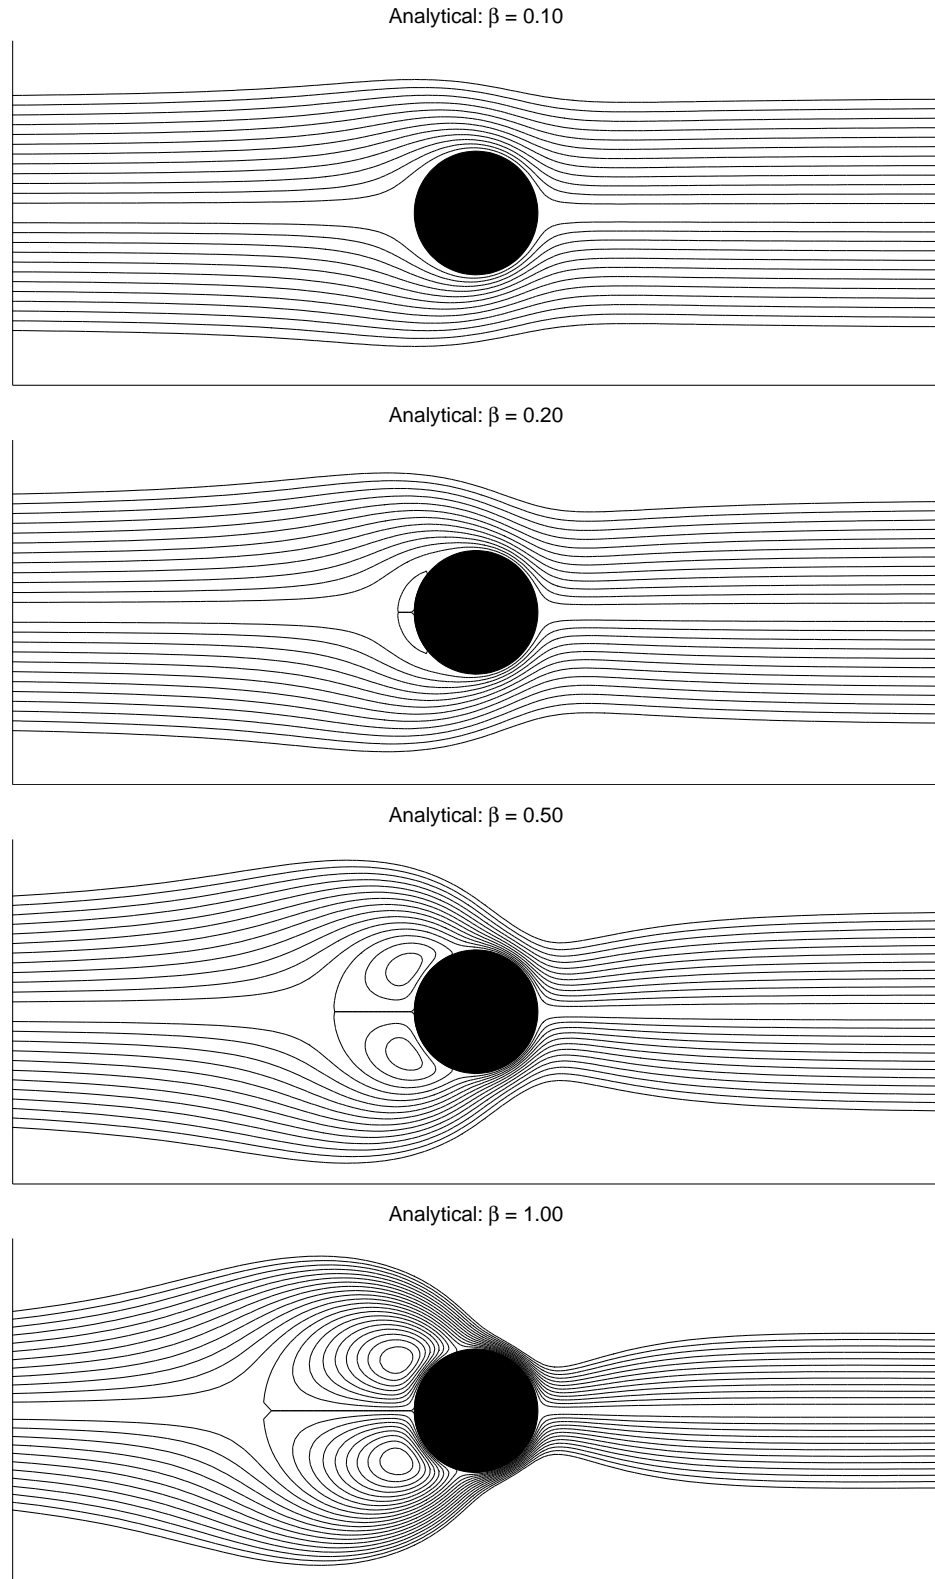 Analytical: β = 0.10
Analytical: β = 0.20
Analytical: β = 0.50
Analytical: β = 1.00